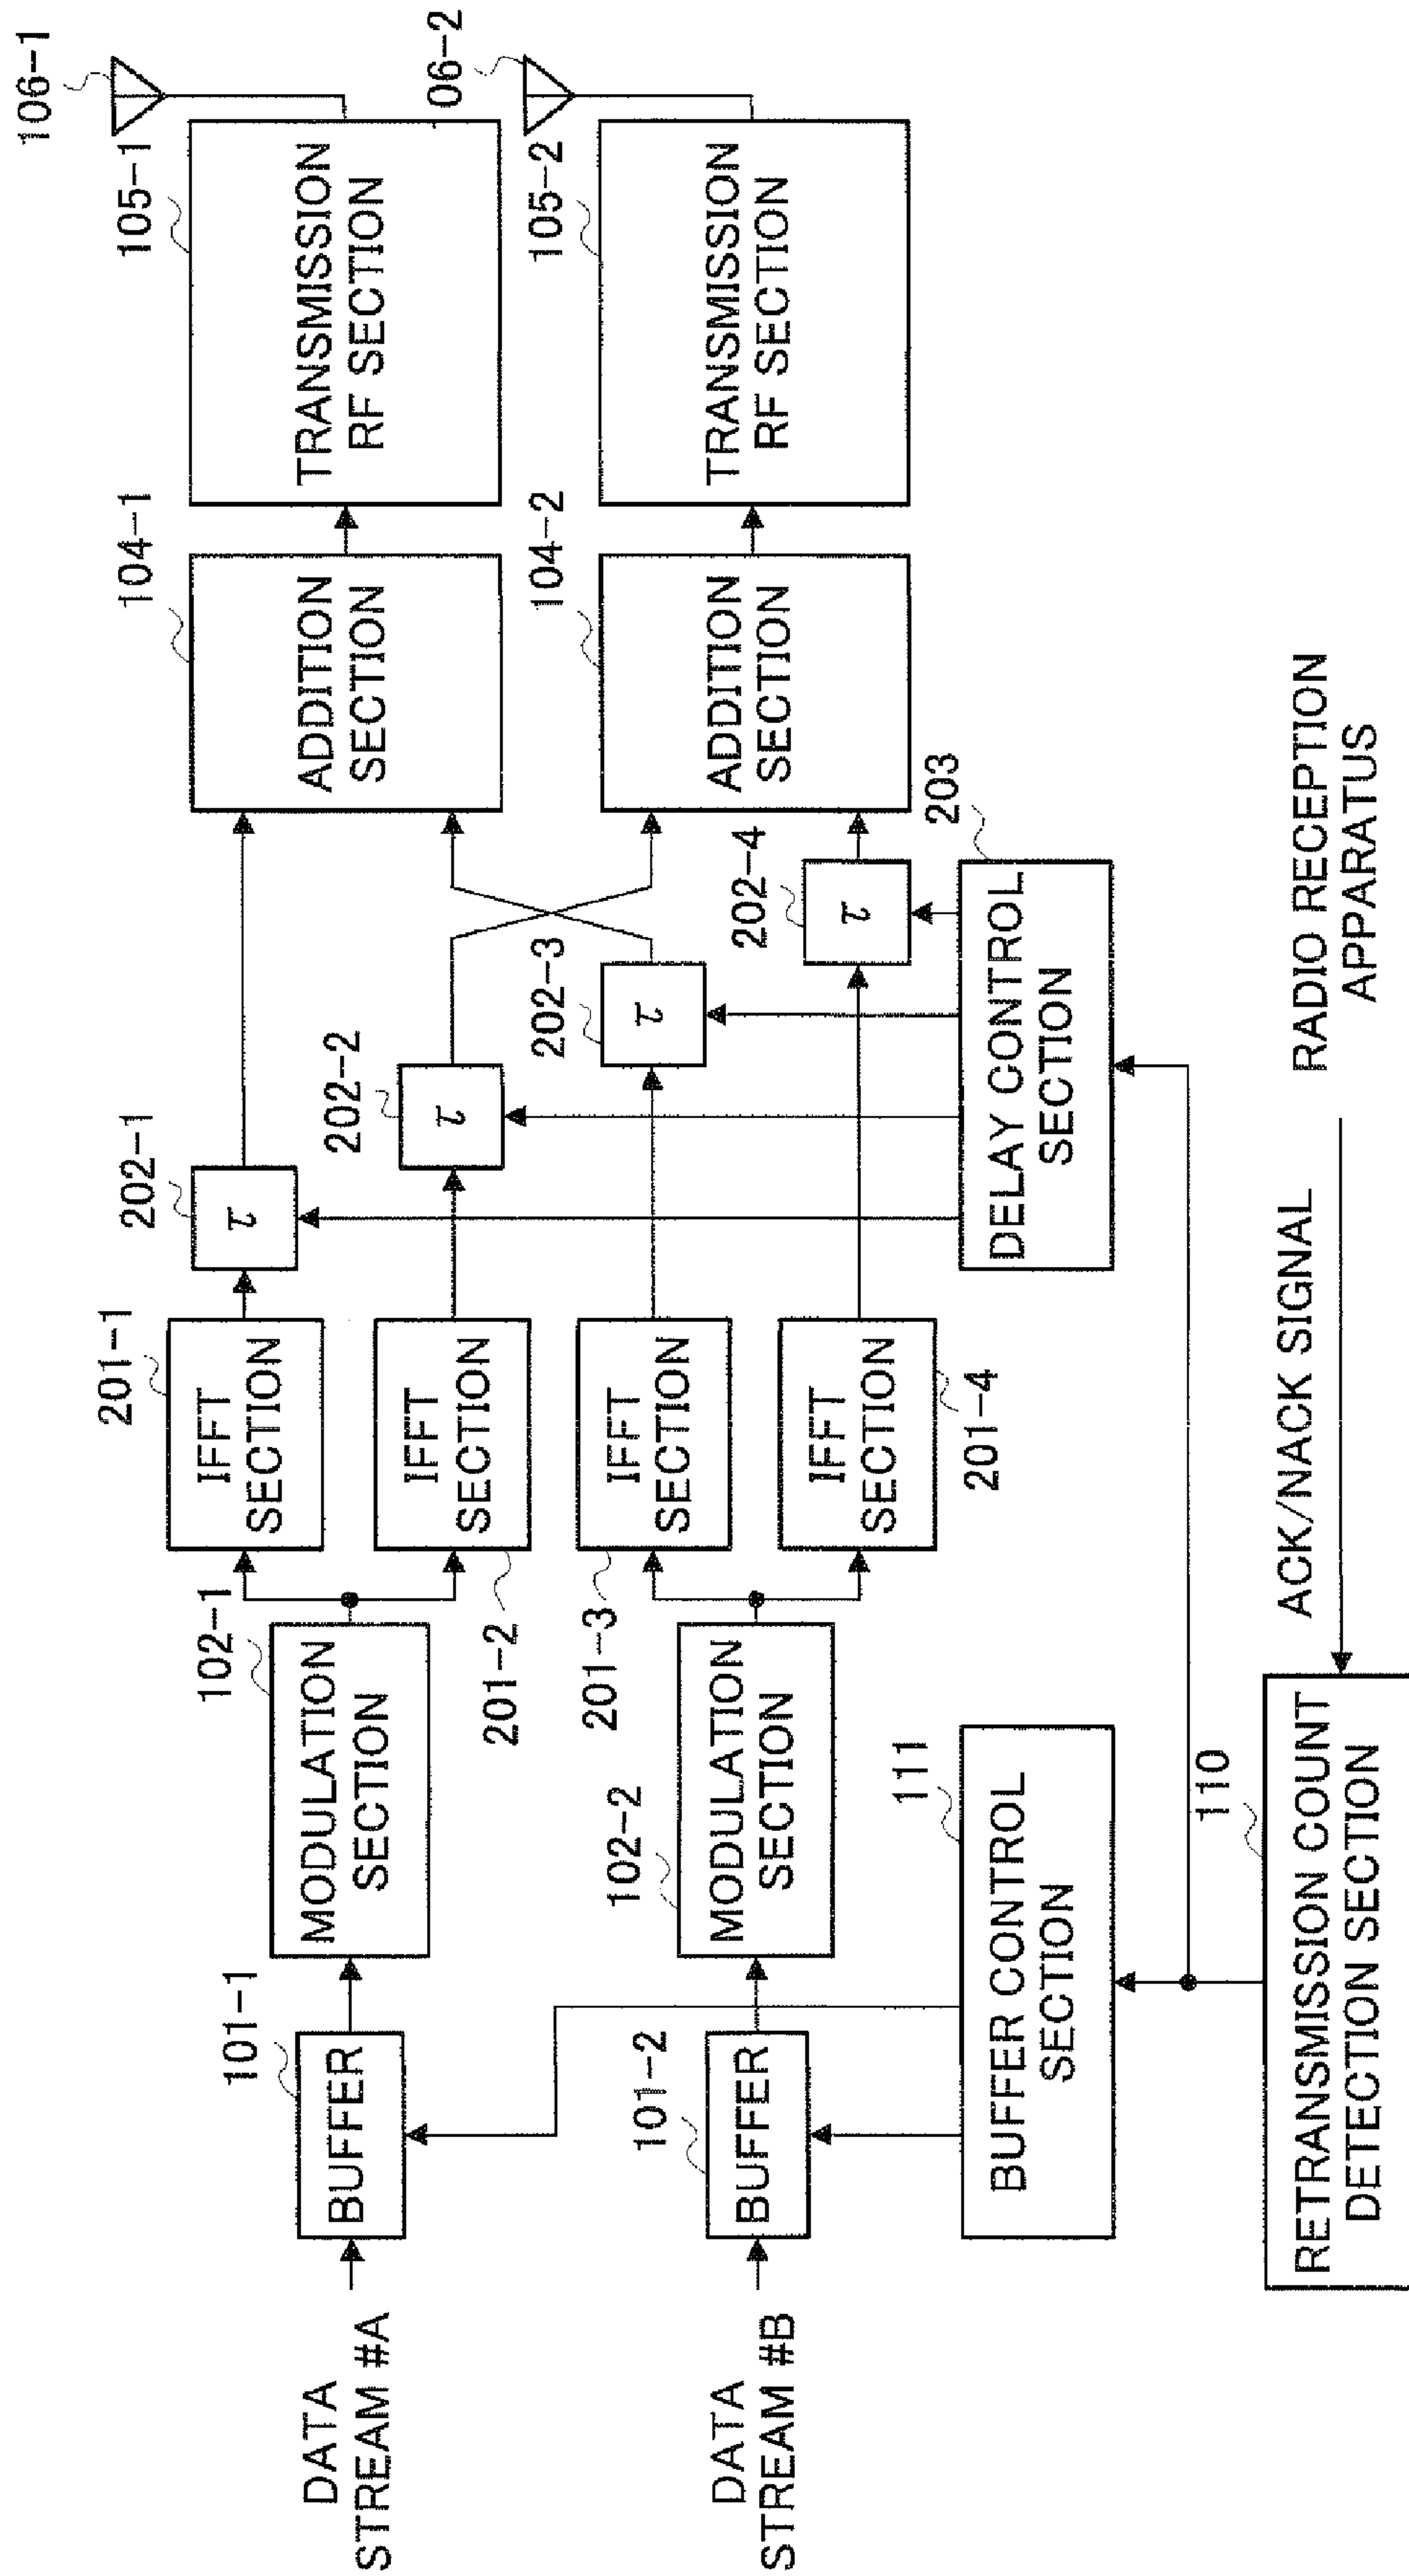 DATA
STREAM #A
101-1
BUFFER
102-1
MODULATION
SECTION
201-1
IFFT
SECTION
IFFT
SECTION
201-2
202-1
τ
202-2
τ
104-1
ADDITION
SECTION
105-1
TRANSMISSION
RF SECTION
106-1
DATA
STREAM #B
101-2
BUFFER
102-2
MODULATION
SECTION
201-3
IFFT
SECTION
IFFT
SECTION
201-4
202-3
τ
202-4
τ
104-2
ADDITION
SECTION
105-2
TRANSMISSION
RF SECTION
06-2
111
BUFFER CONTROL
SECTION
203
DELAY CONTROL
SECTION
110
RETRANSMISSION COUNT
DETECTION SECTION
ACK/NACK SIGNAL
RADIO RECEPTION
APPARATUS